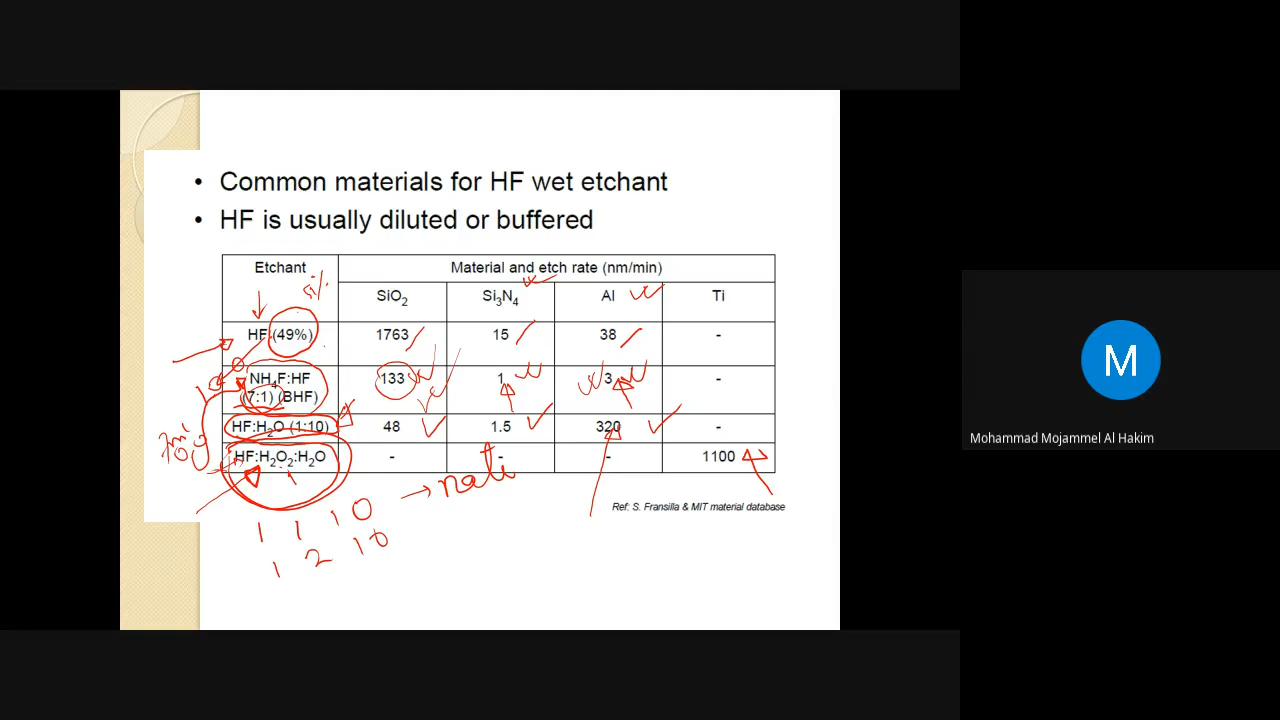 • Common materials for HF wet etchant
• HF is usually diluted or buffered
Etchant Material and etch rate (nm/min)
SiO2 Si3N4 Al Ti
51%
HF (49%) 1763 15 38 -
NH4F:HF (7:1) (BHF) 133 1 3 -
HF:H2O (1:10) 48 1.5 320 -
HF:H2O2:H2O - - - 1100
1
→ rate
Ref: S. Fransilla & MIT material database
1 1 10
1 2 10
M
Mohammad Mojammel Al Hakim